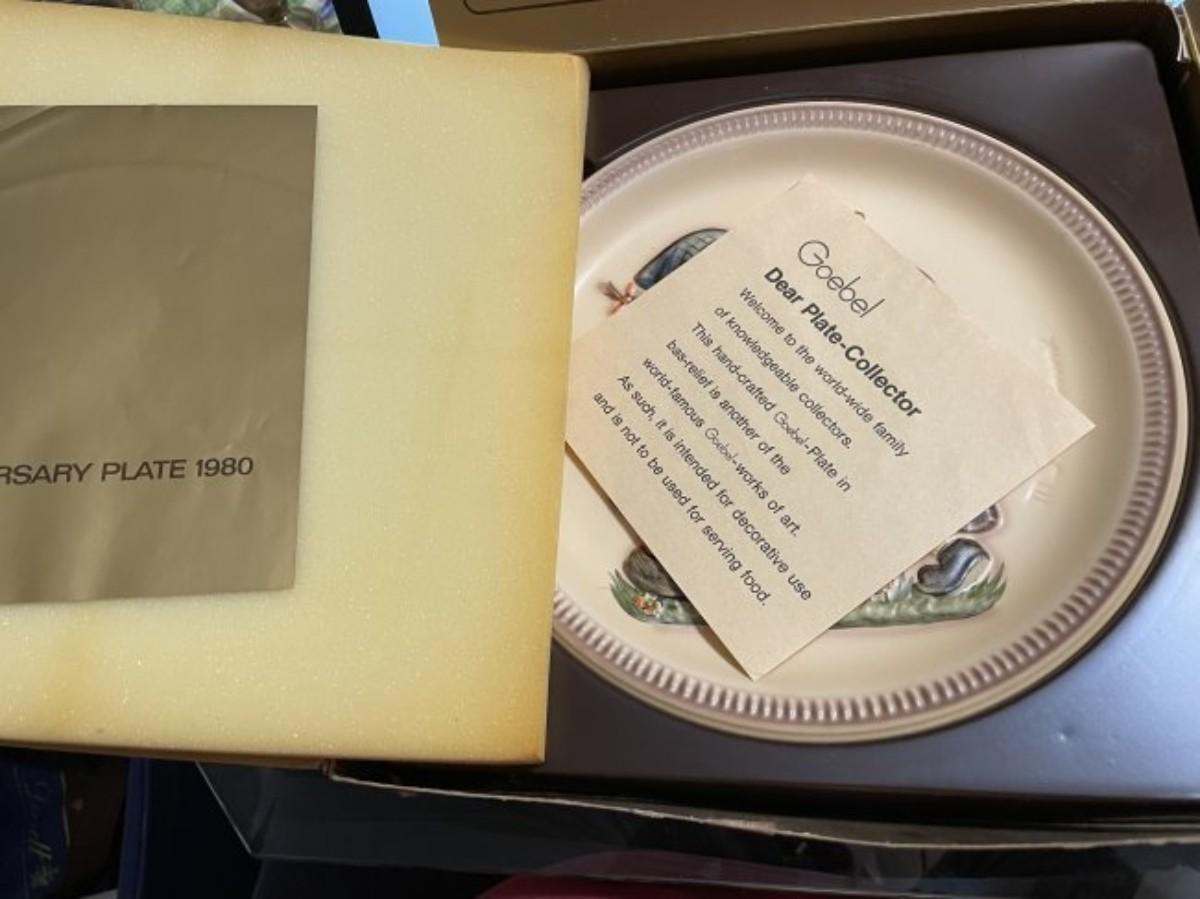 RSARY PLATE 1980
Goebel
Dear Plate-Collector
Welcome to the world-wide family
of knowledgeable collectors.
This hand-crafted Goebel-Plate in
bas-relief is another of the
world-famous Goebel-works of art.
As such, it is intended for decorative use
and is not to be used for serving food.